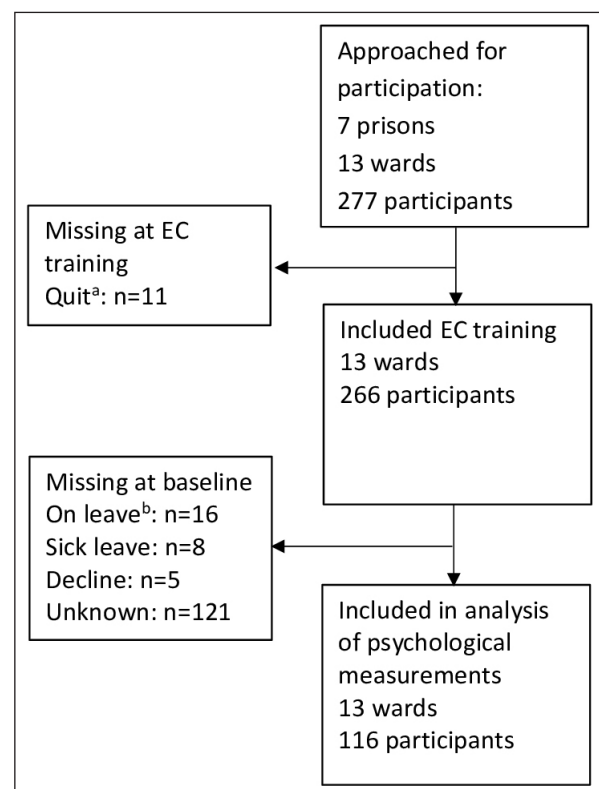 Approached for
participation:
7 prisons
13 wards
277 participants
Missing at EC
training
Quitᵃ: n=11
Included EC training
13 wards
266 participants
Missing at baseline
On leaveᵇ: n=16
Sick leave: n=8
Decline: n=5
Unknown: n=121
Included in analysis
of psychological
measurements
13 wards
116 participants